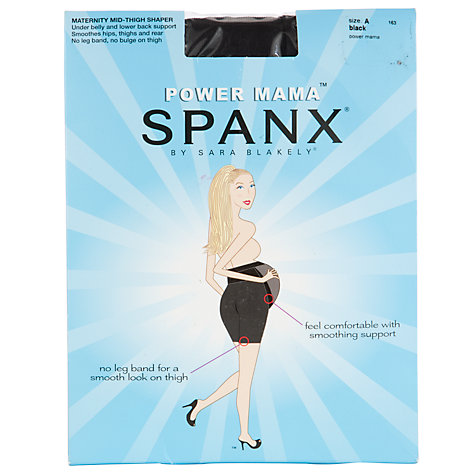 MATERNITY MID-THIGH SHAPER
Under belly and lower back support
Smoothes hips, thighs and rear
No leg band, no bulge on thigh
size: A 163
black
power mama
POWER MAMA™
SPANX®
BY SARA BLAKELY®
feel comfortable with
smoothing support
no leg band for a
smooth look on thigh
™